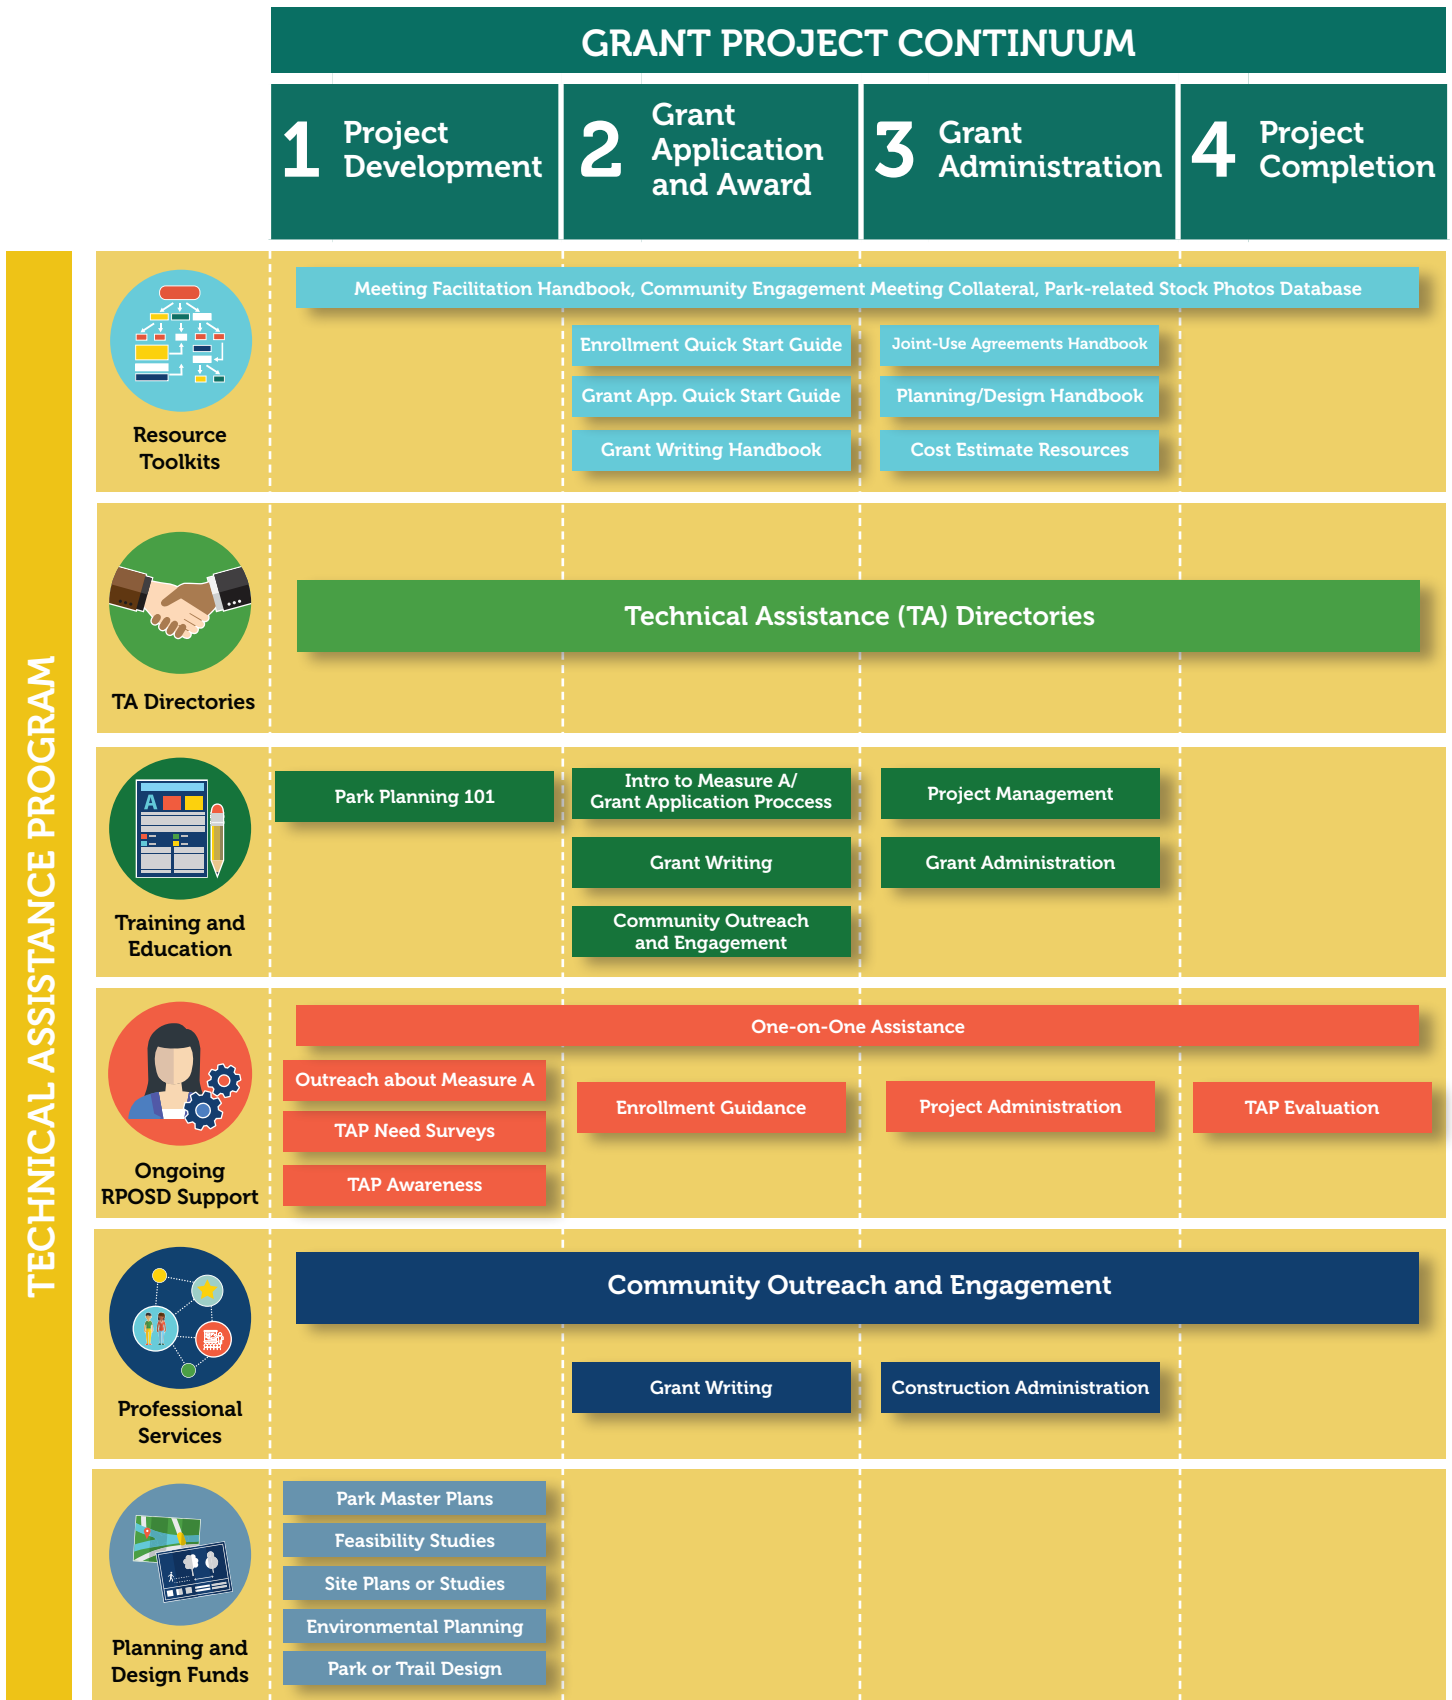 GRANT PROJECT CONTINUUM
1
Project
Development
2
Grant
Application
and Award
3
Grant
Administration
4
Project
Completion
TECHNICAL ASSISTANCE PROGRAM
Resource
Toolkits
Meeting Facilitation Handbook, Community Engagement Meeting Collateral, Park-related Stock Photos Database
Enrollment Quick Start Guide
Grant App. Quick Start Guide
Grant Writing Handbook
Joint-Use Agreements Handbook
Planning/Design Handbook
Cost Estimate Resources
TA Directories
Technical Assistance (TA) Directories
A
Training and
Education
Park Planning 101
Intro to Measure A/
Grant Application Proccess
Grant Writing
Community Outreach
and Engagement
Project Management
Grant Administration
Ongoing
RPOSD Support
One-on-One Assistance
Outreach about Measure A
TAP Need Surveys
TAP Awareness
Enrollment Guidance
Project Administration
TAP Evaluation
Professional
Services
Community Outreach and Engagement
Grant Writing
Construction Administration
Planning and
Design Funds
Park Master Plans
Feasibility Studies
Site Plans or Studies
Environmental Planning
Park or Trail Design